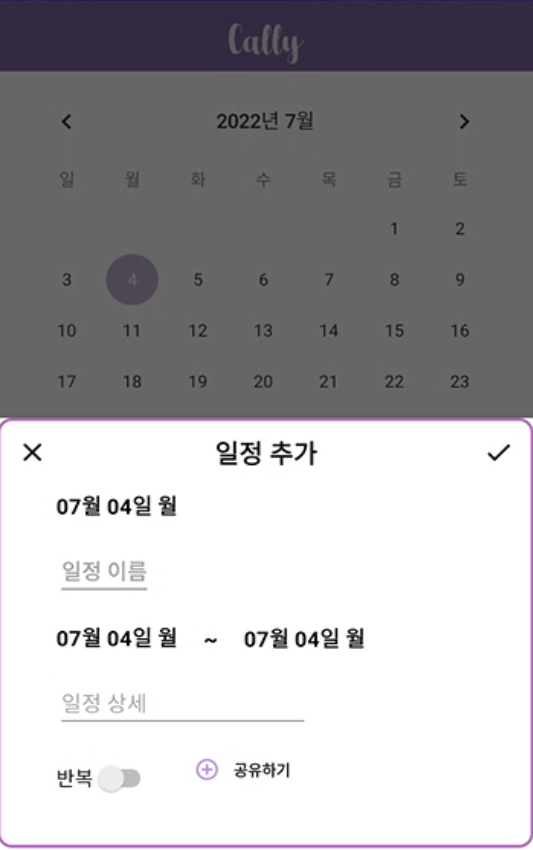 Cally
< 2022년 7월 >
일 월 화 수 목 금 토
1 2
3 4 5 6 7 8 9
10 11 12 13 14 15 16
17 18 19 20 21 22 23
일정 추가
07월 04일 월
일정 이름
07월 04일 월 ~ 07월 04일 월
일정 상세
반복 공유하기